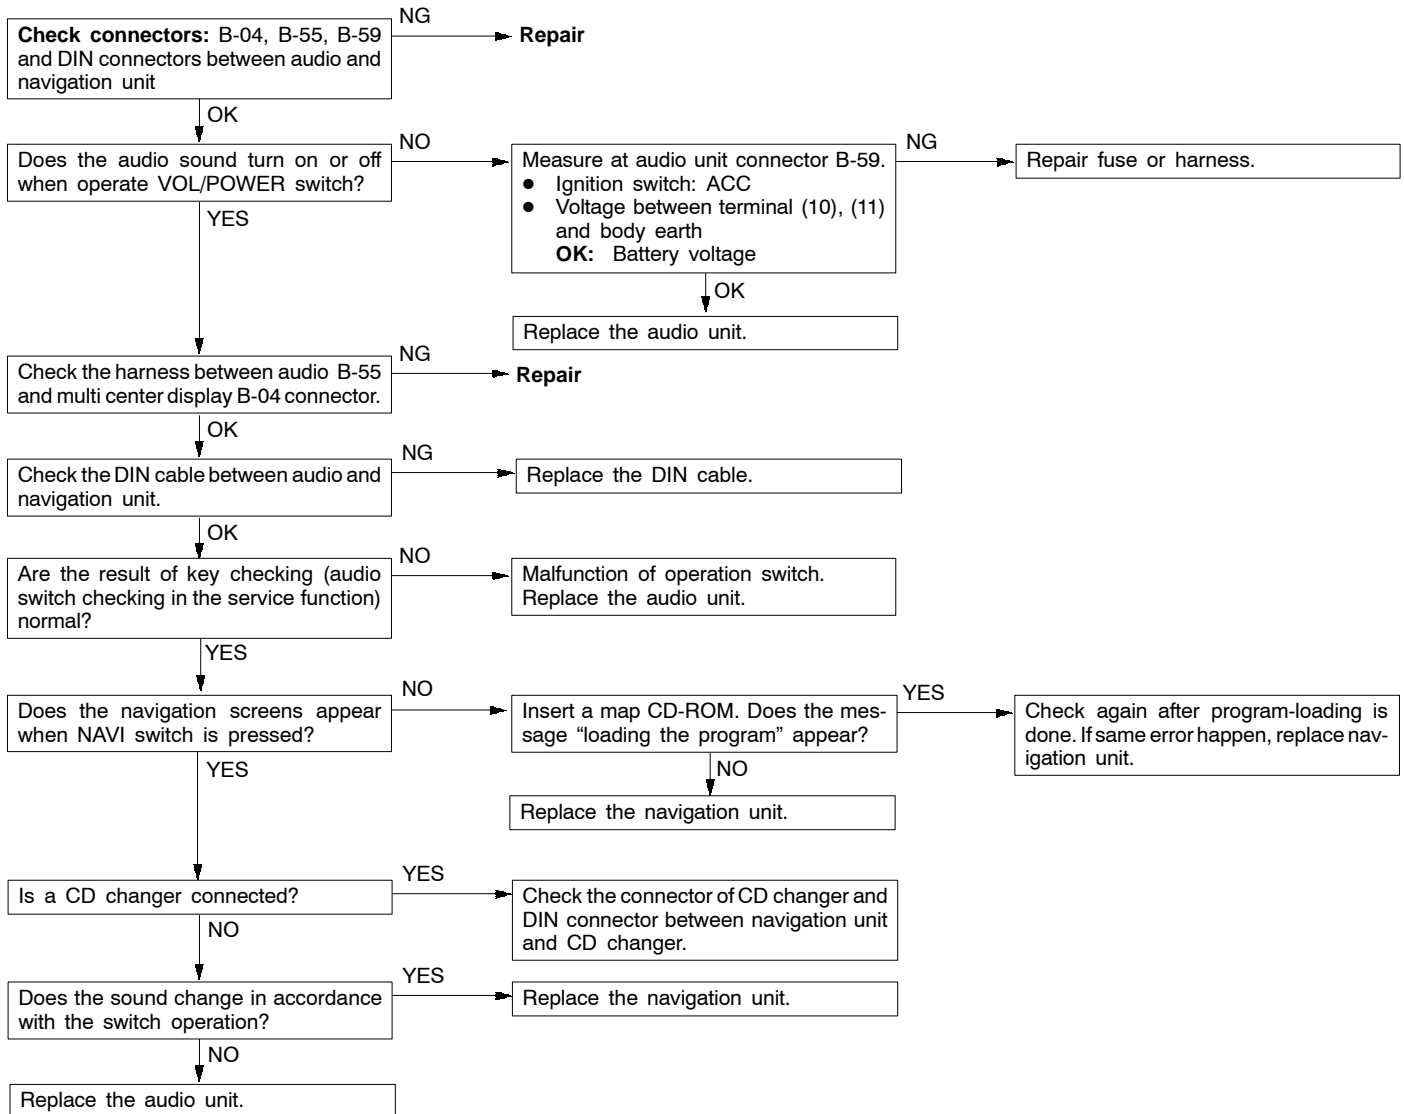 Check connectors: B-04, B-55, B-59
and DIN connectors between audio and
navigation unit
NG
Repair
OK
Does the audio sound turn on or off
when operate VOL/POWER switch?
NO
Measure at audio unit connector B-59.
● Ignition switch: ACC
● Voltage between terminal (10), (11)
and body earth
OK: Battery voltage
NG
Repair fuse or harness.
YES
OK
Replace the audio unit.
Check the harness between audio B-55
and multi center display B-04 connector.
NG
Repair
OK
Check the DIN cable between audio and
navigation unit.
NG
Replace the DIN cable.
OK
Are the result of key checking (audio
switch checking in the service function)
normal?
NO
Malfunction of operation switch.
Replace the audio unit.
YES
Does the navigation screens appear
when NAVI switch is pressed?
NO
Insert a map CD-ROM. Does the mes-
sage “loading the program” appear?
YES
Check again after program-loading is
done. If same error happen, replace nav-
igation unit.
YES
NO
Replace the navigation unit.
Is a CD changer connected?
YES
Check the connector of CD changer and
DIN connector between navigation unit
and CD changer.
NO
Does the sound change in accordance
with the switch operation?
YES
Replace the navigation unit.
NO
Replace the audio unit.